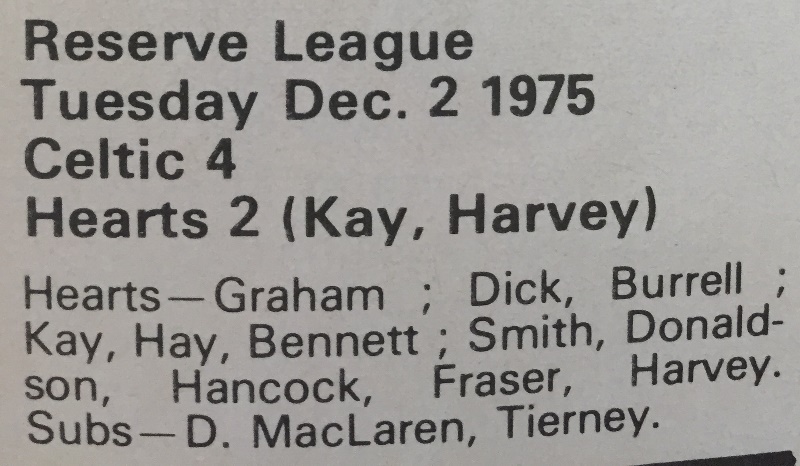 Reserve League
Tuesday Dec. 2 1975
Celtic 4
Hearts 2 (Kay, Harvey)
Hearts—Graham ; Dick, Burrell ;
Kay, Hay, Bennett ; Smith, Donald-
son, Hancock, Fraser, Harvey.
Subs—D. MacLaren, Tierney.